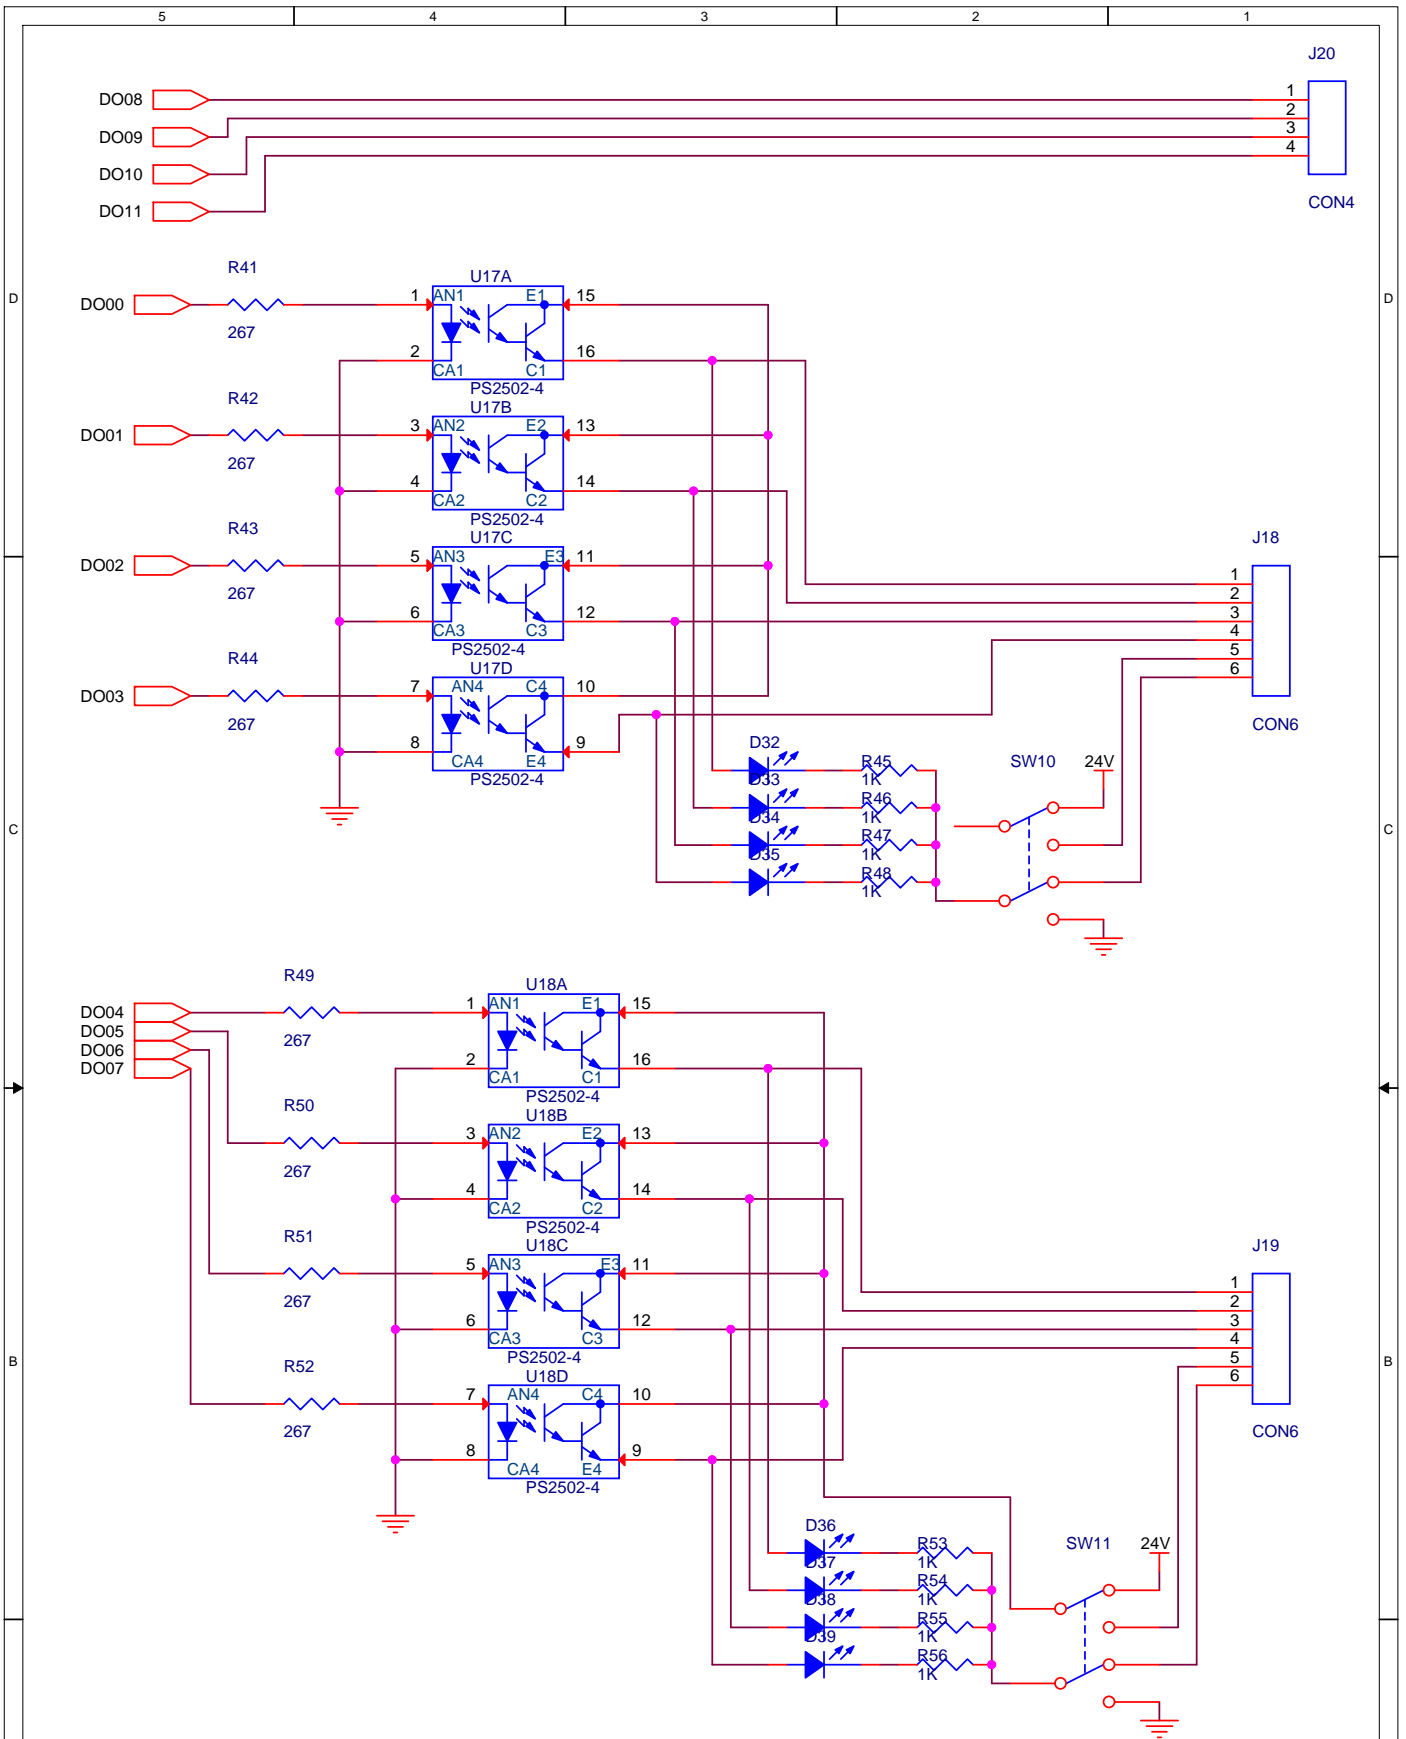 5 4 3 2 1
J20
DO08 1
2
DO09 3
4
DO10
DO11 CON4
R41 U17A
D D
DO00 1 AN1 E1 15
267
2 CA1 C1 16
PS2502-4
R42 U17B
DO01 3 AN2 E2 13
267
4 CA2 C2 14
PS2502-4
R43 U17C J18
DO02 5 AN3 E3 11
267
6 CA3 C3 12
PS2502-4
1
2
3
4
5
6
R44 U17D
DO03 7 AN4 C4 10
267
8 CA4 E4 9
PS2502-4
CON6
D32 R45 SW10 24V
1K
D33 R46
1K
D34 R47
1K
D35 R48
1K
C C
R49 U18A
DO04 1 AN1 E1 15
DO05
267
DO06
DO07 2 CA1 C1 16
PS2502-4
R50 U18B
3 AN2 E2 13
267
4 CA2 C2 14
PS2502-4
R51 U18C J19
5 AN3 E3 11
267
6 CA3 C3 12
PS2502-4
1
2
3
4
5
6
B B
R52 U18D
7 AN4 C4 10
267
8 CA4 E4 9
PS2502-4
CON6
D36 R53 SW11 24V
1K
D37 R54
1K
D38 R55
1K
D39 R56
1K